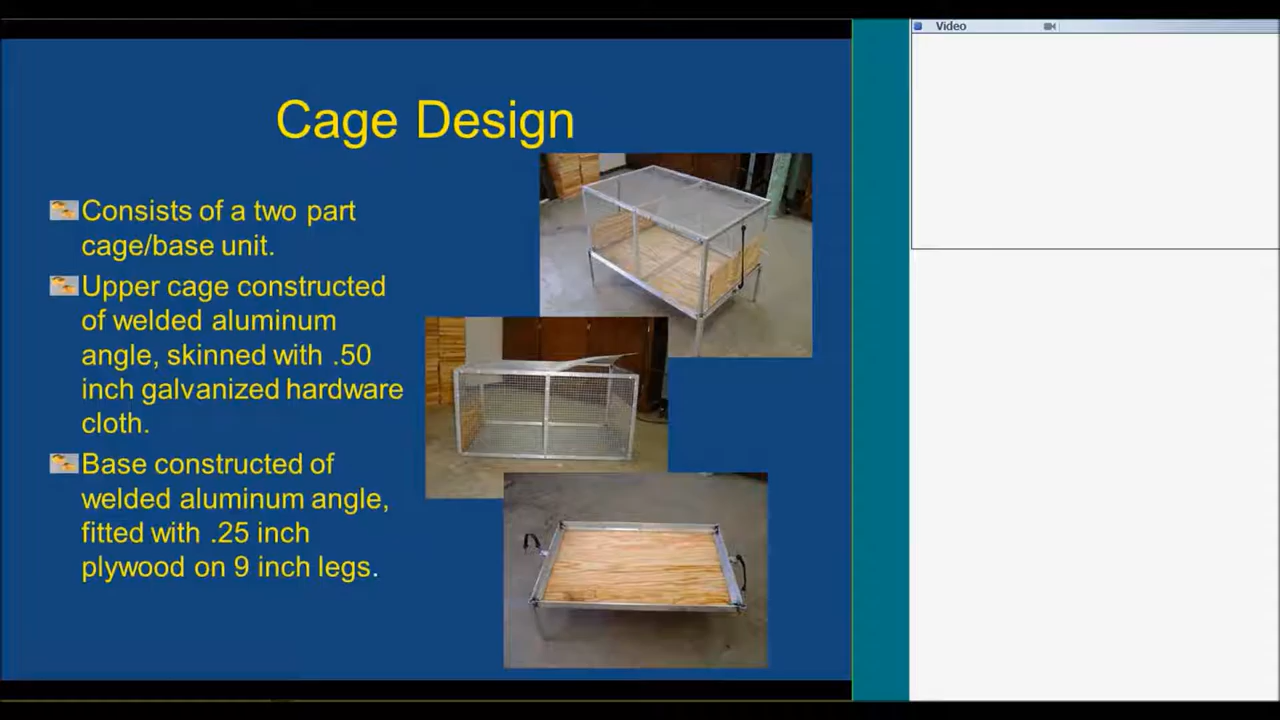 Video
Cage Design
Consists of a two part
cage/base unit.
Upper cage constructed
of welded aluminum
angle, skinned with .50
inch galvanized hardware
cloth.
Base constructed of
welded aluminum angle,
fitted with .25 inch
plywood on 9 inch legs.